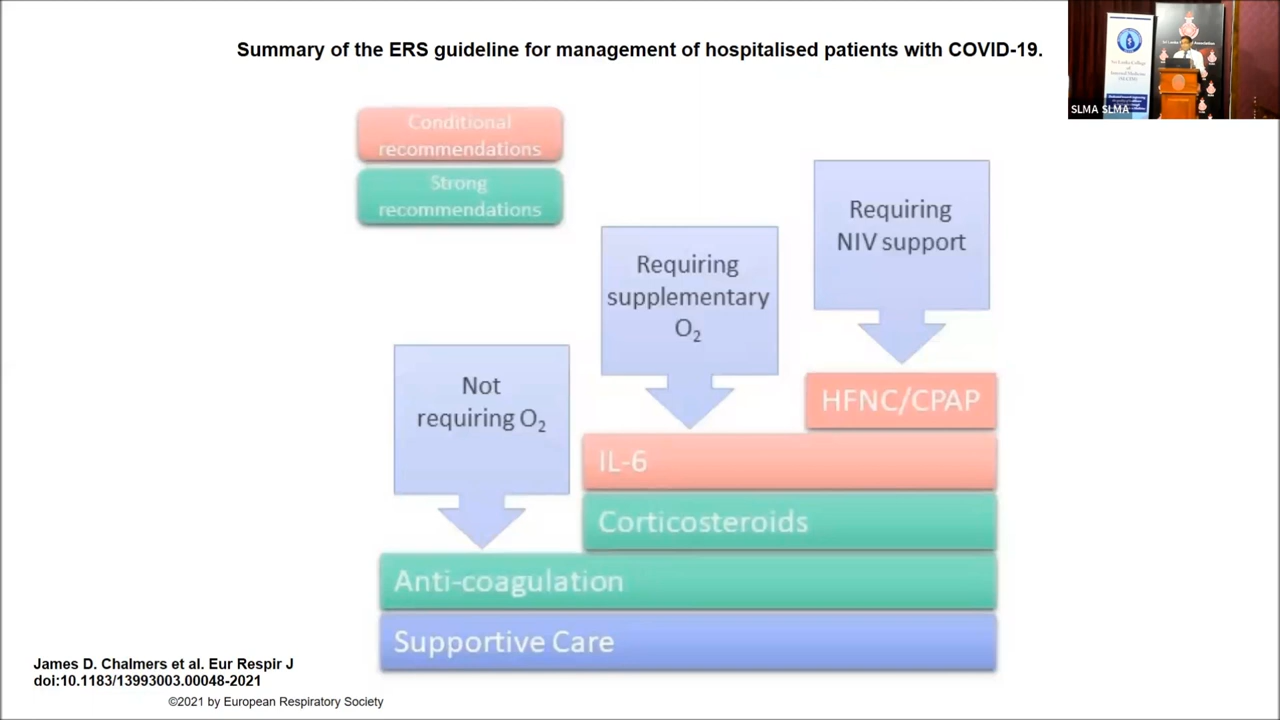 Summary of the ERS guideline for management of hospitalised patients with COVID-19.
SLMA SLMA
Conditional
recommendations
Strong
recommendations
Requiring
NIV support
Requiring
supplementary
O₂
Not
requiring O₂
HFNC/CPAP
IL-6
Corticosteroids
Anti-coagulation
Supportive Care
James D. Chalmers et al. Eur Respir J
doi:10.1183/13993003.00048-2021
©2021 by European Respiratory Society